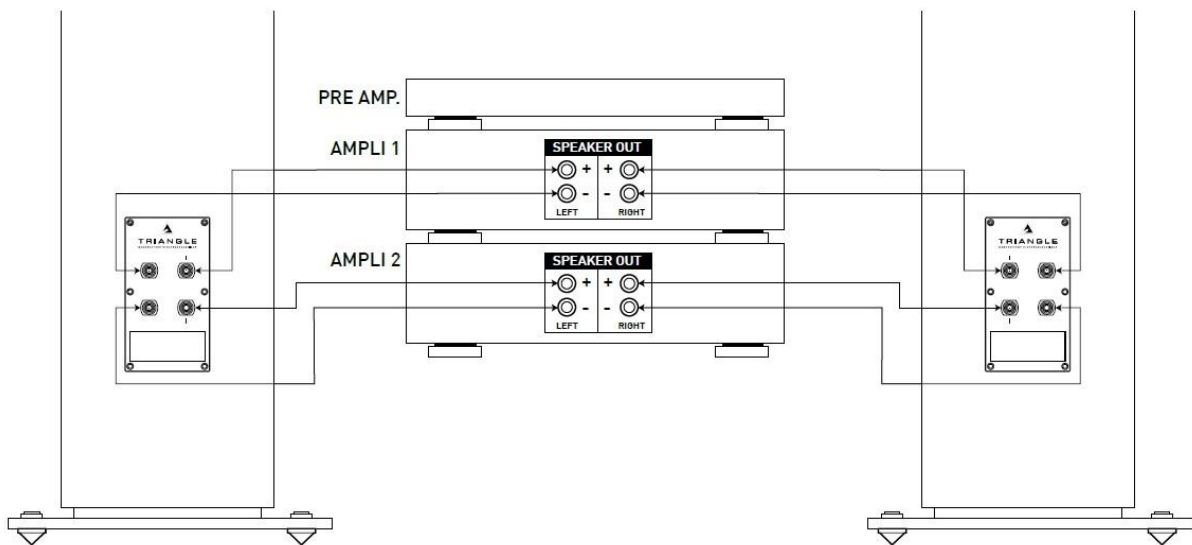 PRE AMP.
AMPLI 1
SPEAKER OUT
+ +
- -
LEFT RIGHT
AMPLI 2
SPEAKER OUT
+ +
- -
LEFT RIGHT
TRIANGLE
TRIANGLE